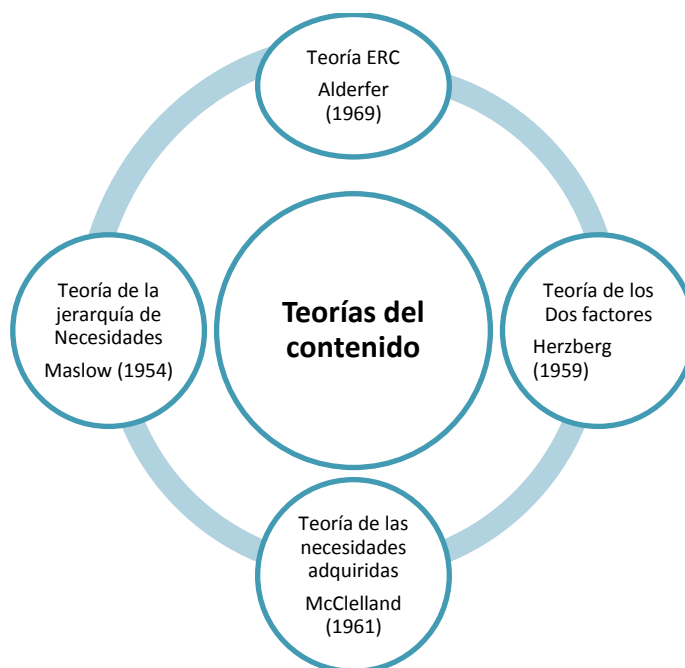 Teoría ERC
Alderfer
(1969)
Teoría de la
jerarquía de
Necesidades
Maslow (1954)
Teorías del
contenido
Teoría de los
Dos factores
Herzberg
(1959)
Teoría de las
necesidades
adquiridas
McClelland
(1961)